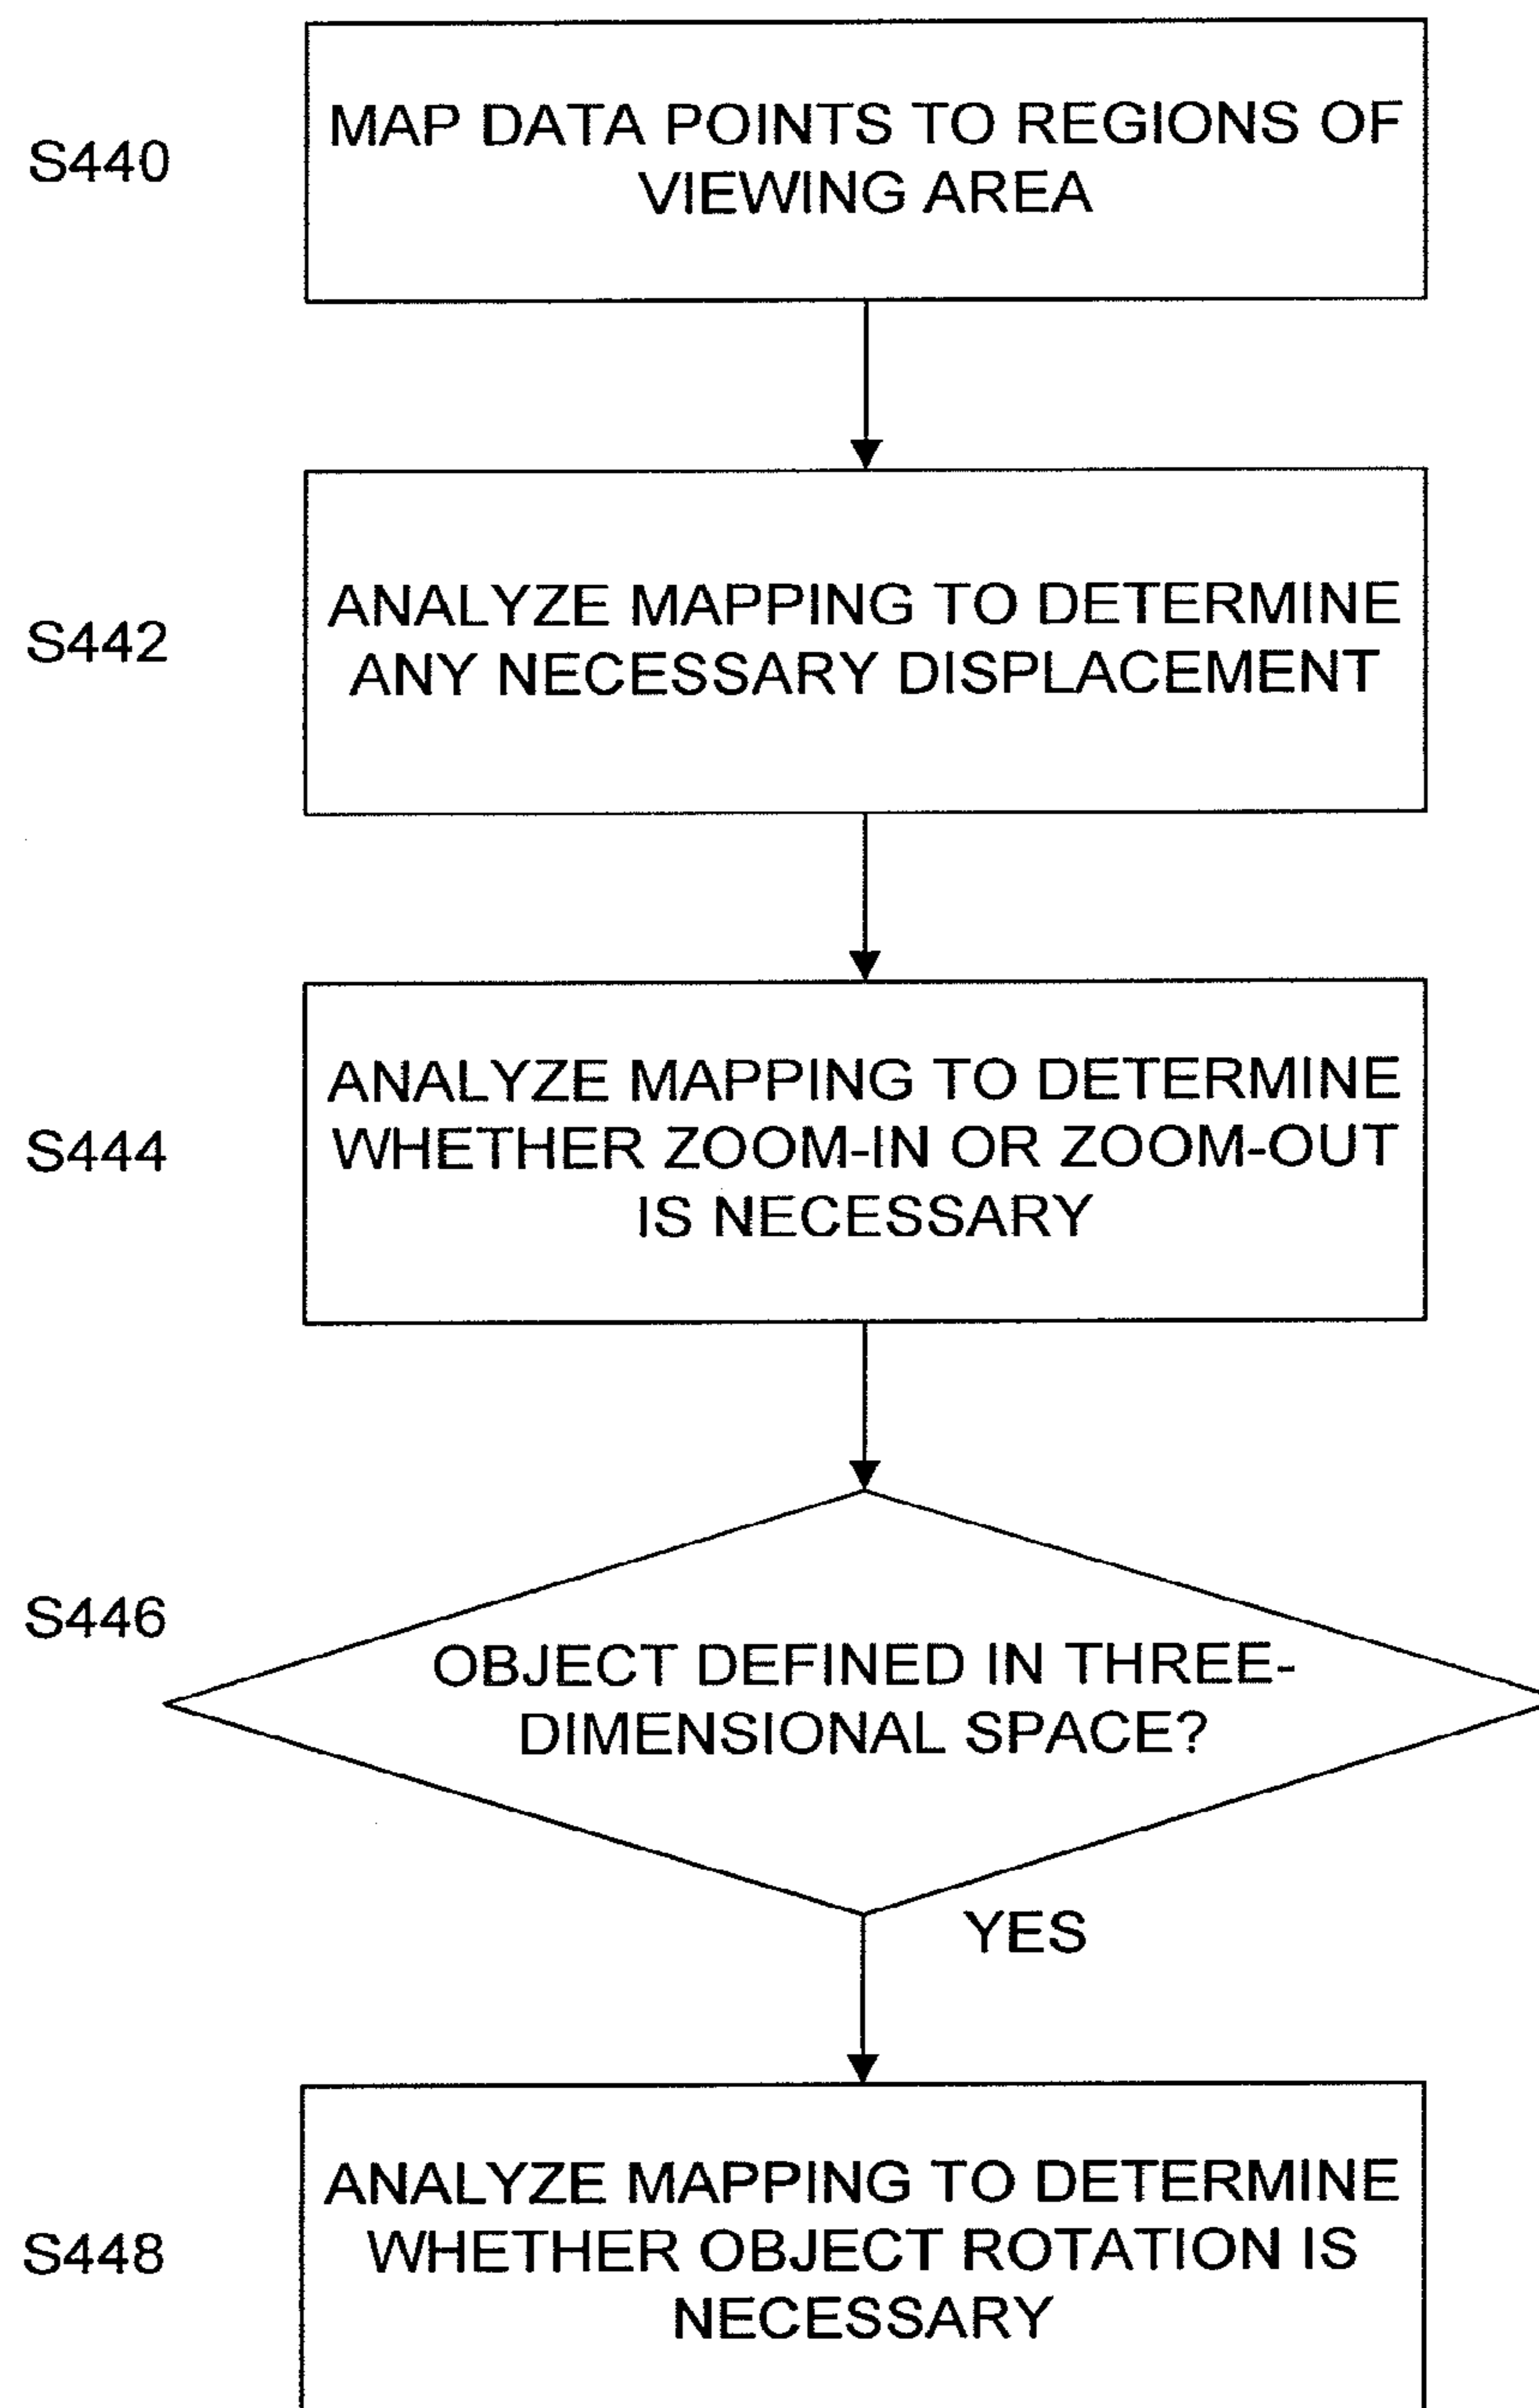 S440
MAP DATA POINTS TO REGIONS OF
VIEWING AREA
S442
ANALYZE MAPPING TO DETERMINE
ANY NECESSARY DISPLACEMENT
S444
ANALYZE MAPPING TO DETERMINE
WHETHER ZOOM-IN OR ZOOM-OUT
IS NECESSARY
S446
OBJECT DEFINED IN THREE-
DIMENSIONAL SPACE?
YES
S448
ANALYZE MAPPING TO DETERMINE
WHETHER OBJECT ROTATION IS
NECESSARY